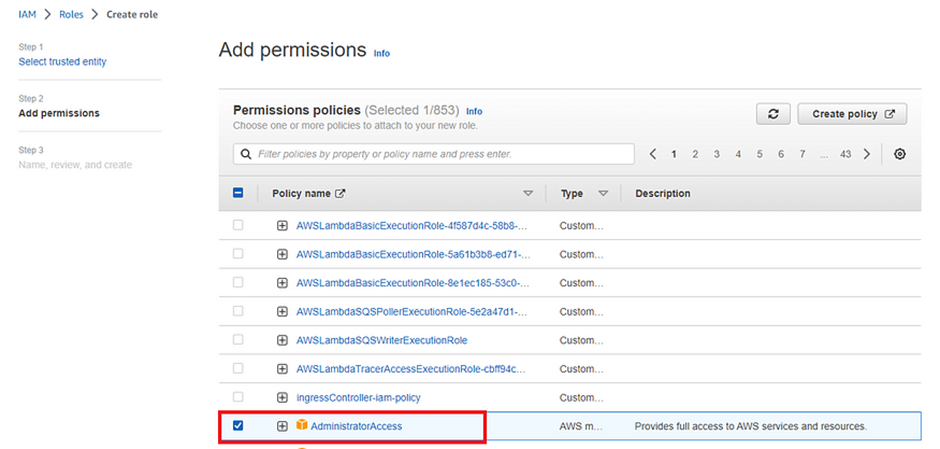 IAM > Roles > Create role
Step 1
Select trusted entity
Step 2
Add permissions
Step 3
Name, review, and create
Add permissions Info
Permissions policies (Selected 1/853) Info
Choose one or more policies to attach to your new role.
Create policy
Filter policies by property or policy name and press enter.
1 2 3 4 5 6 7 ... 43
Policy name Type Description
AWSLambdaBasicExecutionRole-4f587d4c-58b8-... Custom...
AWSLambdaBasicExecutionRole-5a61b3b8-ed71-... Custom...
AWSLambdaBasicExecutionRole-8e1ec185-53c0-... Custom...
AWSLambdaSQSPollerExecutionRole-5e2a47d1-... Custom...
AWSLambdaSQSWriterExecutionRole Custom...
AWSLambdaTracerAccessExecutionRole-cbff94c... Custom...
ingressController-iam-policy Custom...
AdministratorAccess AWS m... Provides full access to AWS services and resources.